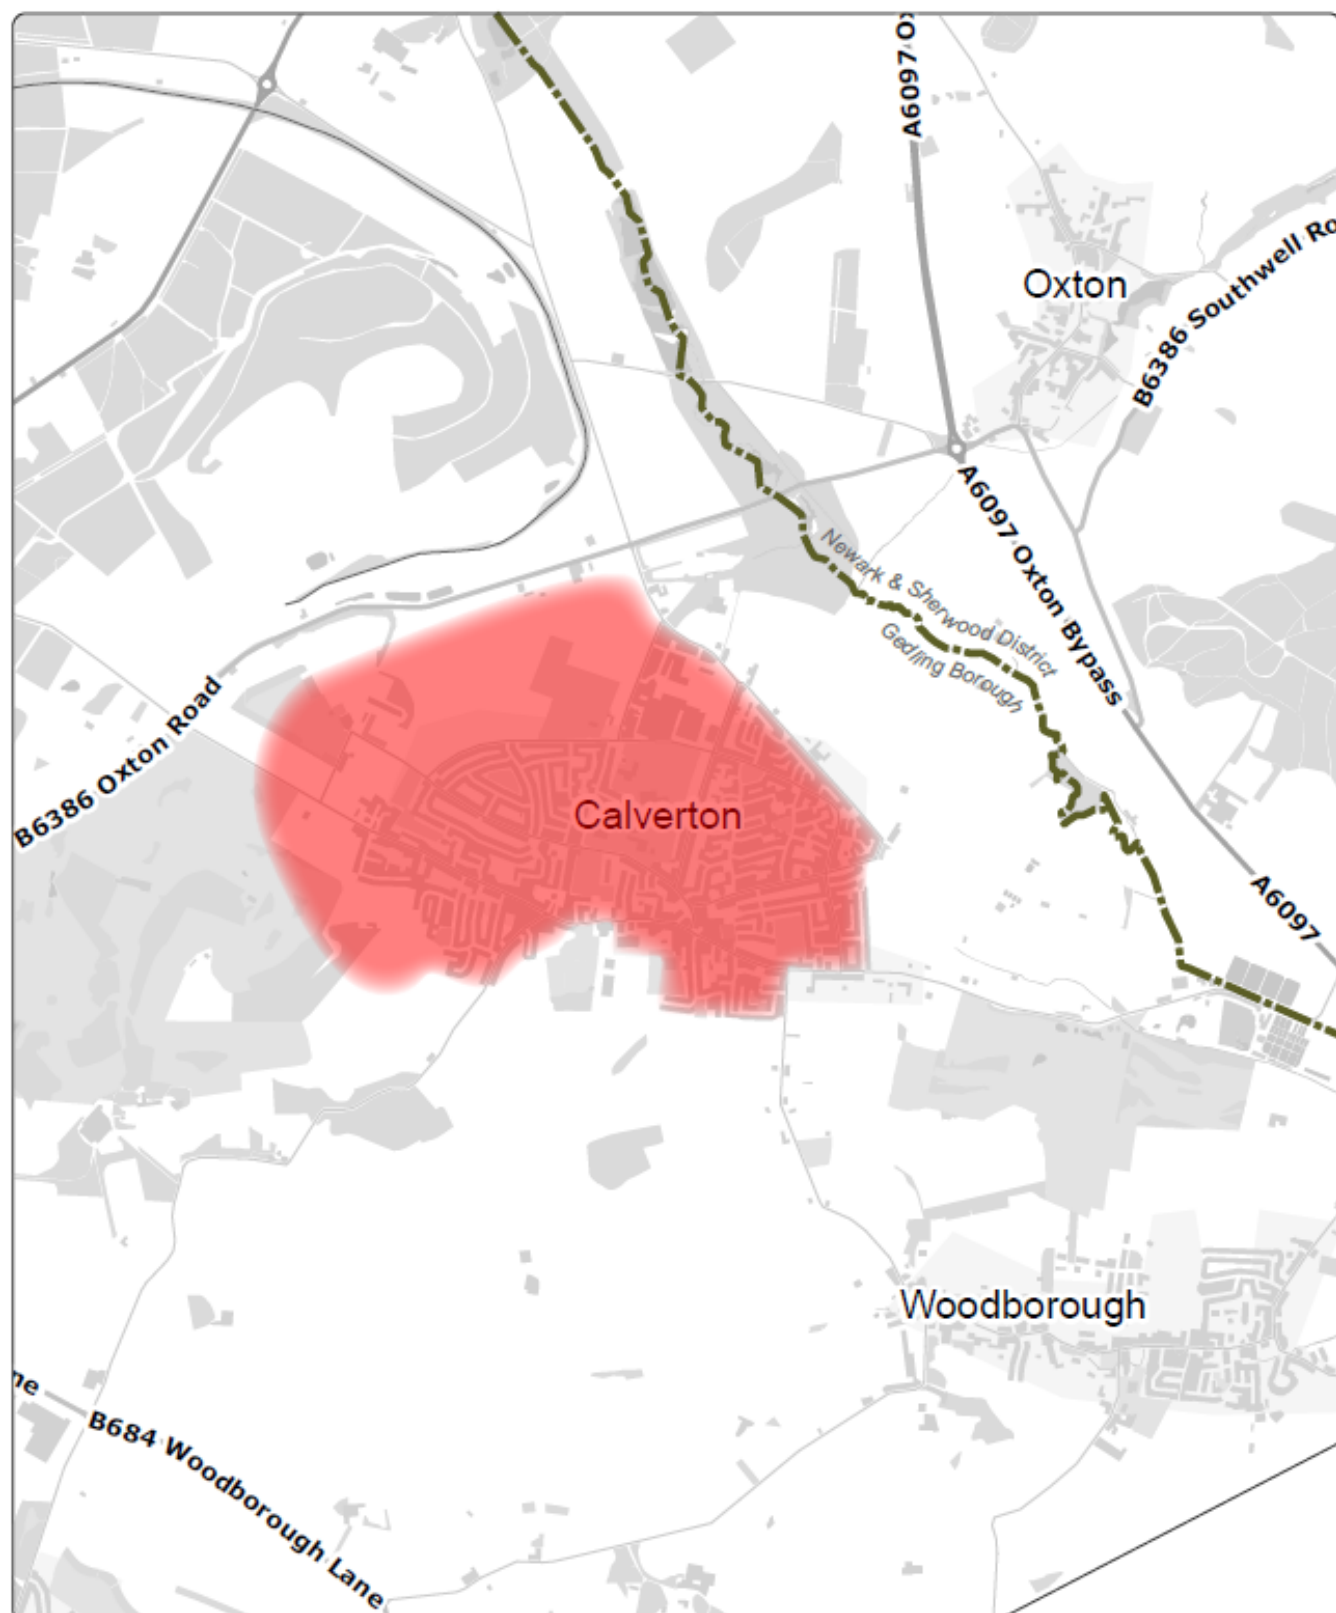 A6097 O
Oxton
B6386 Southwell Ro
A6097 Oxton Bypass
Newark & Sherwood District
Gedling Borough
B6386 Oxton Road
Calverton
A6097
Woodborough
ne
B684 Woodborough Lane